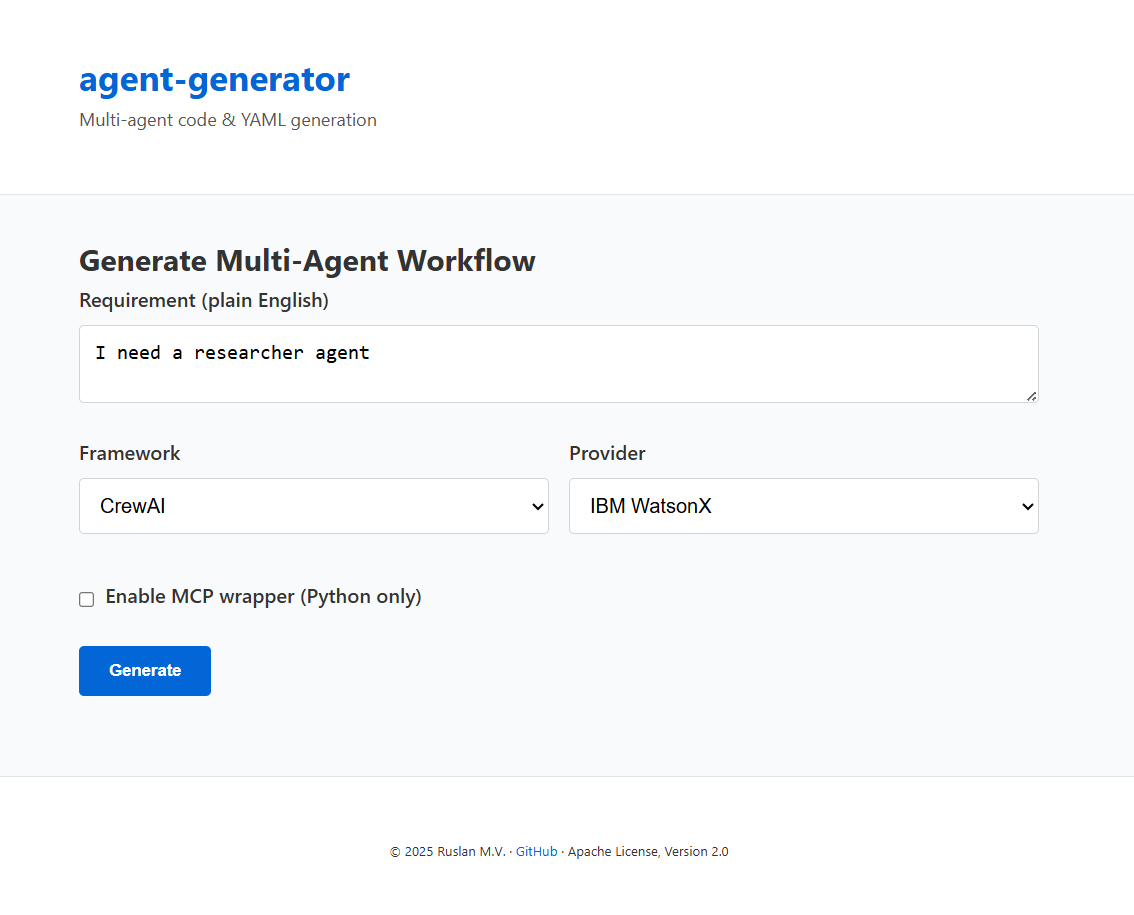 agent-generator
Multi-agent code & YAML generation
Generate Multi-Agent Workflow
Requirement (plain English)
I need a researcher agent
Framework
Provider
CrewAI
IBM WatsonX
Enable MCP wrapper (Python only)
Generate
© 2025 Ruslan M.V. · GitHub · Apache License, Version 2.0